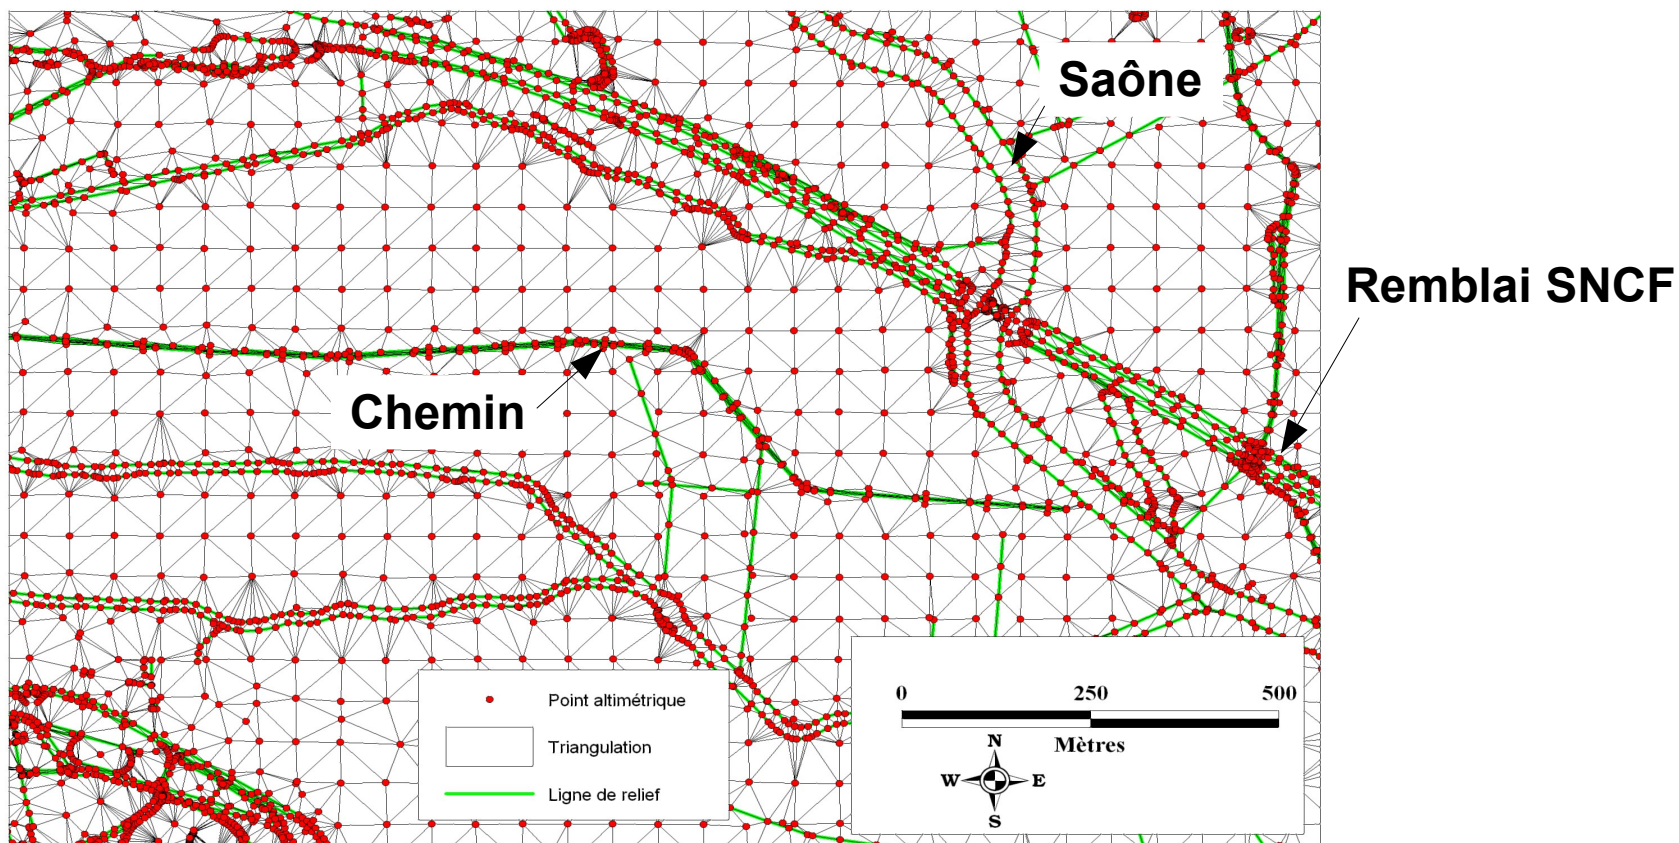 Saône
Remblai SNCF
Chemin
Point altimétrique
Triangulation
Ligne de relief
0 250 500
Mètres
N
W E
S